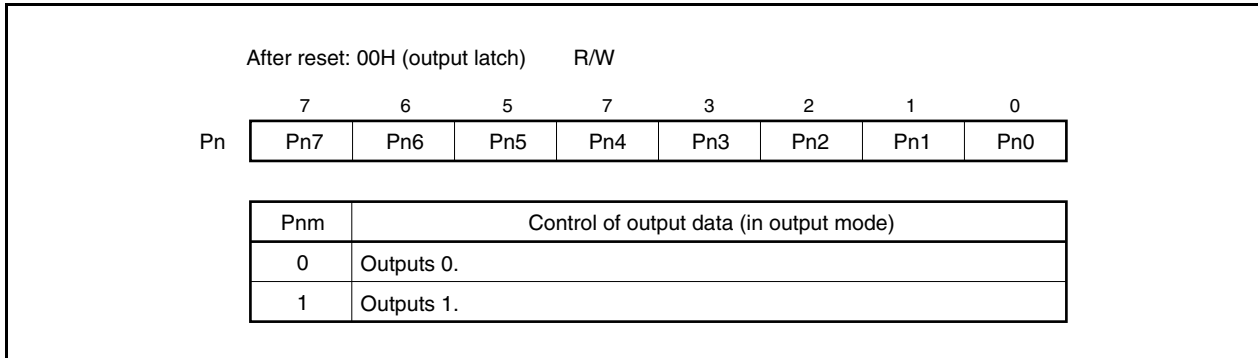 After reset: 00H (output latch) R/W
7 6 5 7 3 2 1 0
Pn Pn7 Pn6 Pn5 Pn4 Pn3 Pn2 Pn1 Pn0
Pnm Control of output data (in output mode)
0 Outputs 0.
1 Outputs 1.